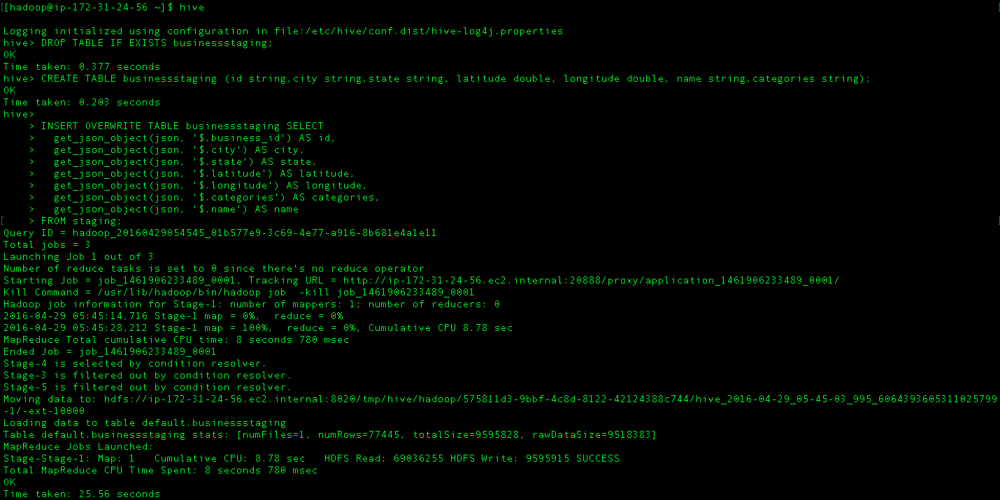 [[hadoop@ip-172-31-24-56 ~]$ hive
Logging initialized using configuration in file:/etc/hive/conf.dist/hive-log4j.properties
hive> DROP TABLE IF EXISTS businessstaging;
OK
Time taken: 0.377 seconds
hive> CREATE TABLE businessstaging (id string,city string,state string, latitude double, longitude double, name string,categories string);
OK
Time taken: 0.203 seconds
hive>
    > INSERT OVERWRITE TABLE businessstaging SELECT
    >   get_json_object(json, '$.business_id') AS id,
    >   get_json_object(json, '$.city') AS city,
    >   get_json_object(json, '$.state') AS state,
    >   get_json_object(json, '$.latitude') AS latitude,
    >   get_json_object(json, '$.longitude') AS longitude,
    >   get_json_object(json, '$.categories') AS categories,
    >   get_json_object(json, '$.name') AS name
[    > FROM staging;
Query ID = hadoop_20160429054545_01b577e9-3c69-4e77-a916-8b681e4a1e11
Total jobs = 3
Launching Job 1 out of 3
Number of reduce tasks is set to 0 since there's no reduce operator
Starting Job = job_1461906233489_0001, Tracking URL = http://ip-172-31-24-56.ec2.internal:20888/proxy/application_1461906233489_0001/
Kill Command = /usr/lib/hadoop/bin/hadoop job  -kill job_1461906233489_0001
Hadoop job information for Stage-1: number of mappers: 1; number of reducers: 0
2016-04-29 05:45:14,716 Stage-1 map = 0%,  reduce = 0%
2016-04-29 05:45:28,212 Stage-1 map = 100%,  reduce = 0%, Cumulative CPU 8.78 sec
MapReduce Total cumulative CPU time: 8 seconds 780 msec
Ended Job = job_1461906233489_0001
Stage-4 is selected by condition resolver.
Stage-3 is filtered out by condition resolver.
Stage-5 is filtered out by condition resolver.
Moving data to: hdfs://ip-172-31-24-56.ec2.internal:8020/tmp/hive/hadoop/575811d3-9bbf-4c8d-8122-42124388c744/hive_2016-04-29_05-45-03_995_6064393605311025799
-1/-ext-10000
Loading data to table default.businessstaging
Table default.businessstaging stats: [numFiles=1, numRows=77445, totalSize=9595828, rawDataSize=9518383]
MapReduce Jobs Launched:
Stage-Stage-1: Map: 1   Cumulative CPU: 8.78 sec   HDFS Read: 69036255 HDFS Write: 9595915 SUCCESS
Total MapReduce CPU Time Spent: 8 seconds 780 msec
OK
Time taken: 25.56 seconds